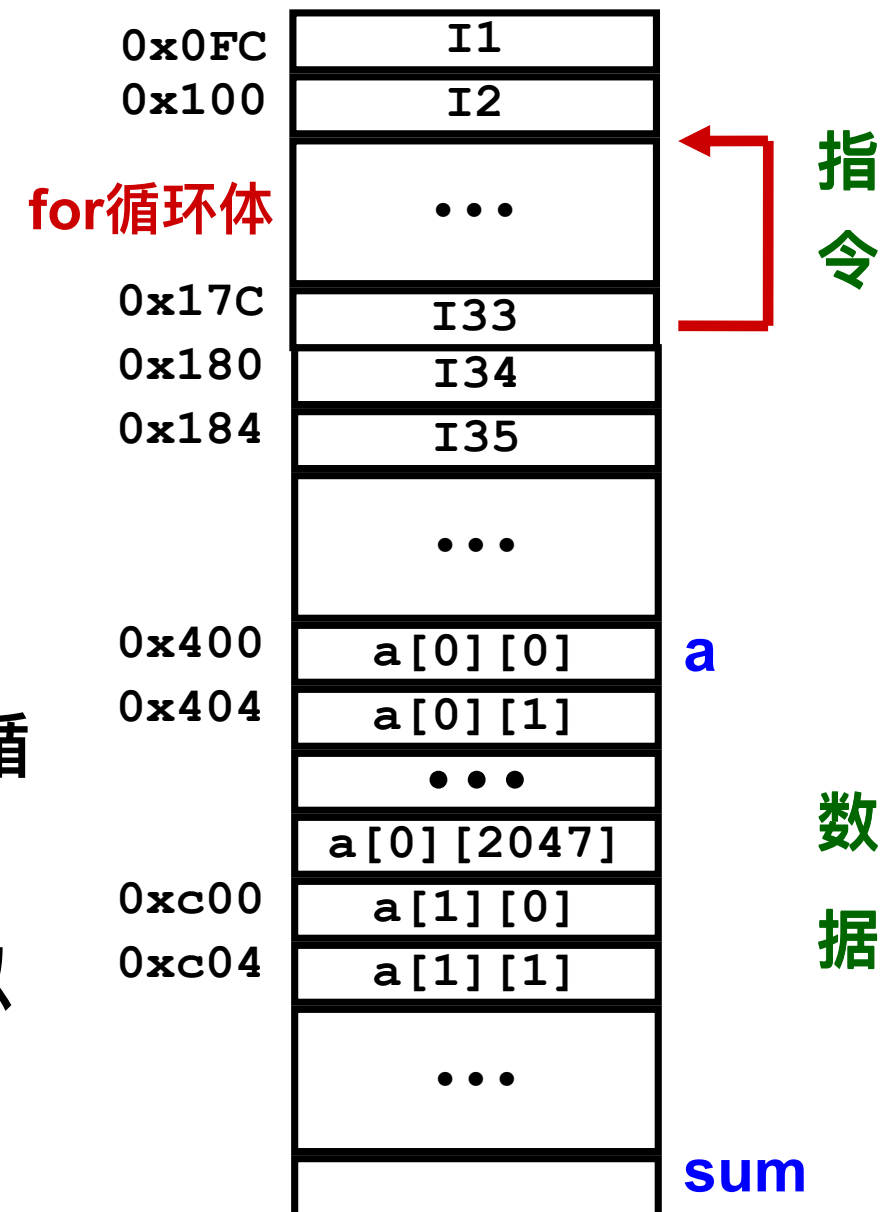 0x0FC I1
0x100 I2
for循环体 •••
指
令
0x17C I33
0x180 I34
0x184 I35
•••
0x400 a[0][0] a
0x404 a[0][1]
•••
a[0][2047]
0xc00 a[1][0]
0xc04 a[1][1]
数
据
•••
sum